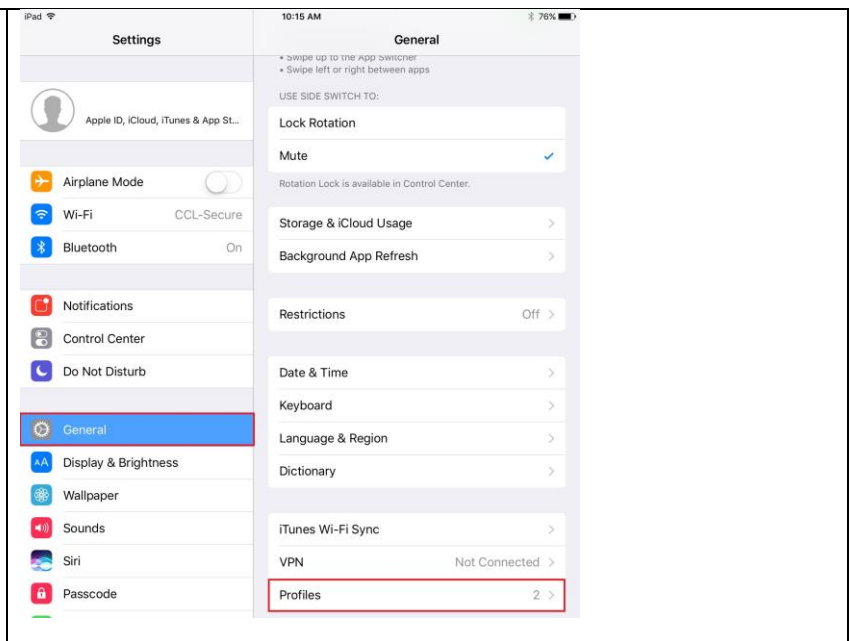 iPad 10:15 AM 76%
Settings
Apple ID, iCloud, iTunes & App St...
Airplane Mode
Wi-Fi CCL-Secure
Bluetooth On
Notifications
Control Center
Do Not Disturb
General
AA Display & Brightness
Wallpaper
Sounds
Siri
Passcode
General
• Swipe up to the App Switcher
• Swipe left or right between apps
USE SIDE SWITCH TO:
Lock Rotation
Mute
Rotation Lock is available in Control Center.
Storage & iCloud Usage
Background App Refresh
Restrictions Off
Date & Time
Keyboard
Language & Region
Dictionary
iTunes Wi-Fi Sync
VPN Not Connected
Profiles 2